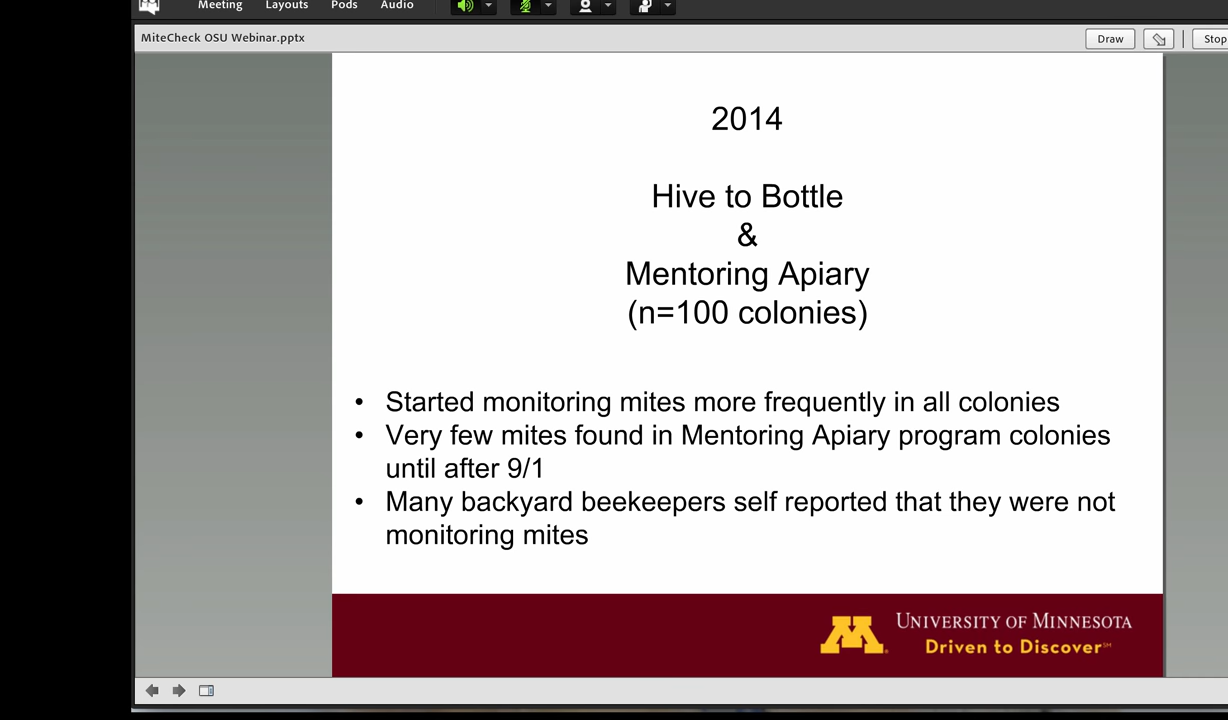 Meeting Layouts Pods Audio
MiteCheck OSU Webinar.pptx
Draw
Stop
2014
Hive to Bottle
&
Mentoring Apiary
(n=100 colonies)
• Started monitoring mites more frequently in all colonies
• Very few mites found in Mentoring Apiary program colonies
until after 9/1
• Many backyard beekeepers self reported that they were not
monitoring mites
M
UNIVERSITY OF MINNESOTA
Driven to Discover℠